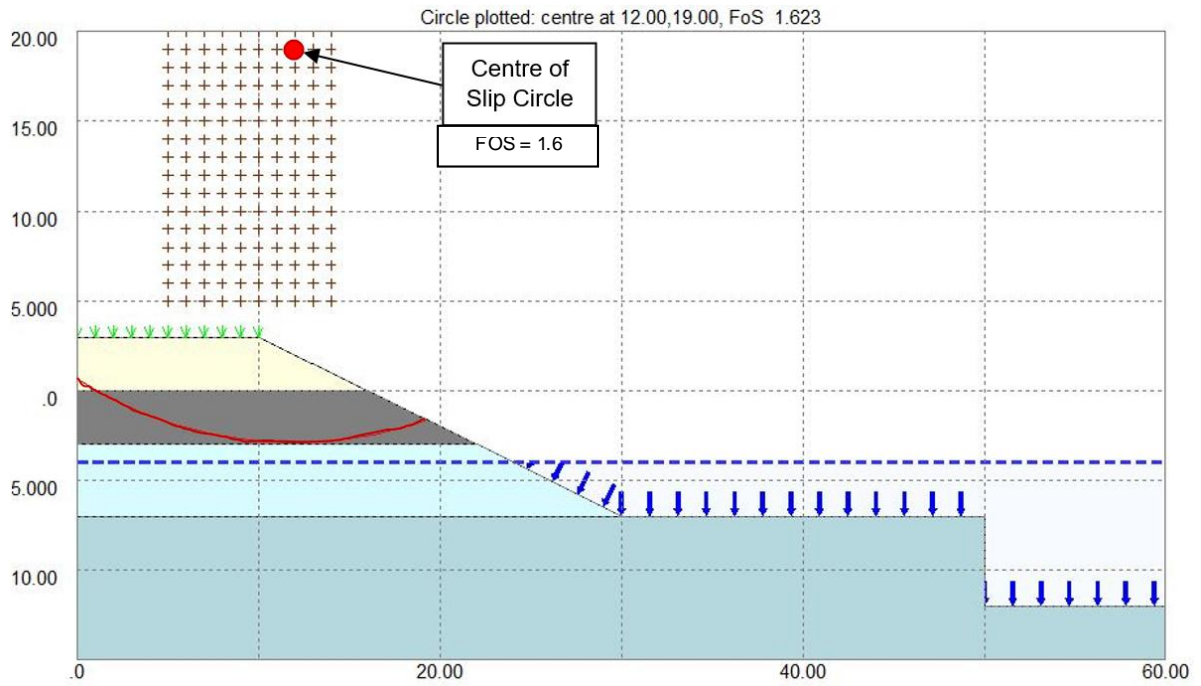 Circle plotted: centre at 12.00,19.00, FoS 1.623
20.00
Centre of
Slip Circle
15.00
FOS = 1.6
10.00
5.000
.0
5.000
10.00
.0 20.00 40.00 60.00